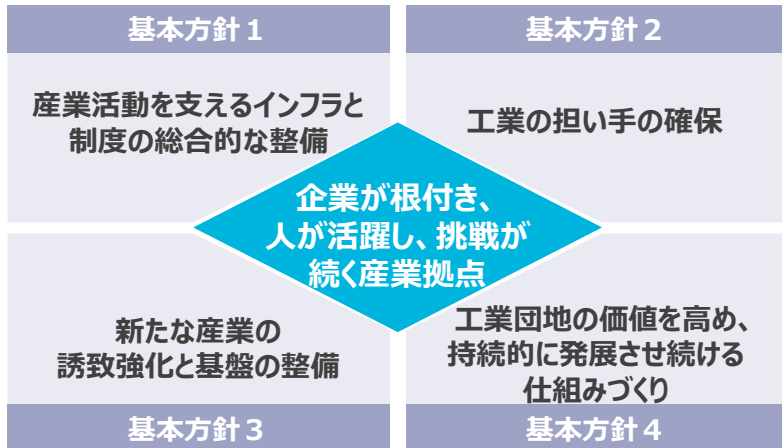 基本方針1
産業活動を支えるインフラと
制度の総合的な整備
基本方針2
工業の担い手の確保
企業が根付き、
人が活躍し、挑戦が
続く産業拠点
新たな産業の
誘致強化と基盤の整備
基本方針3
工業団地の価値を高め、
持続的に発展させ続ける
仕組みづくり
基本方針4